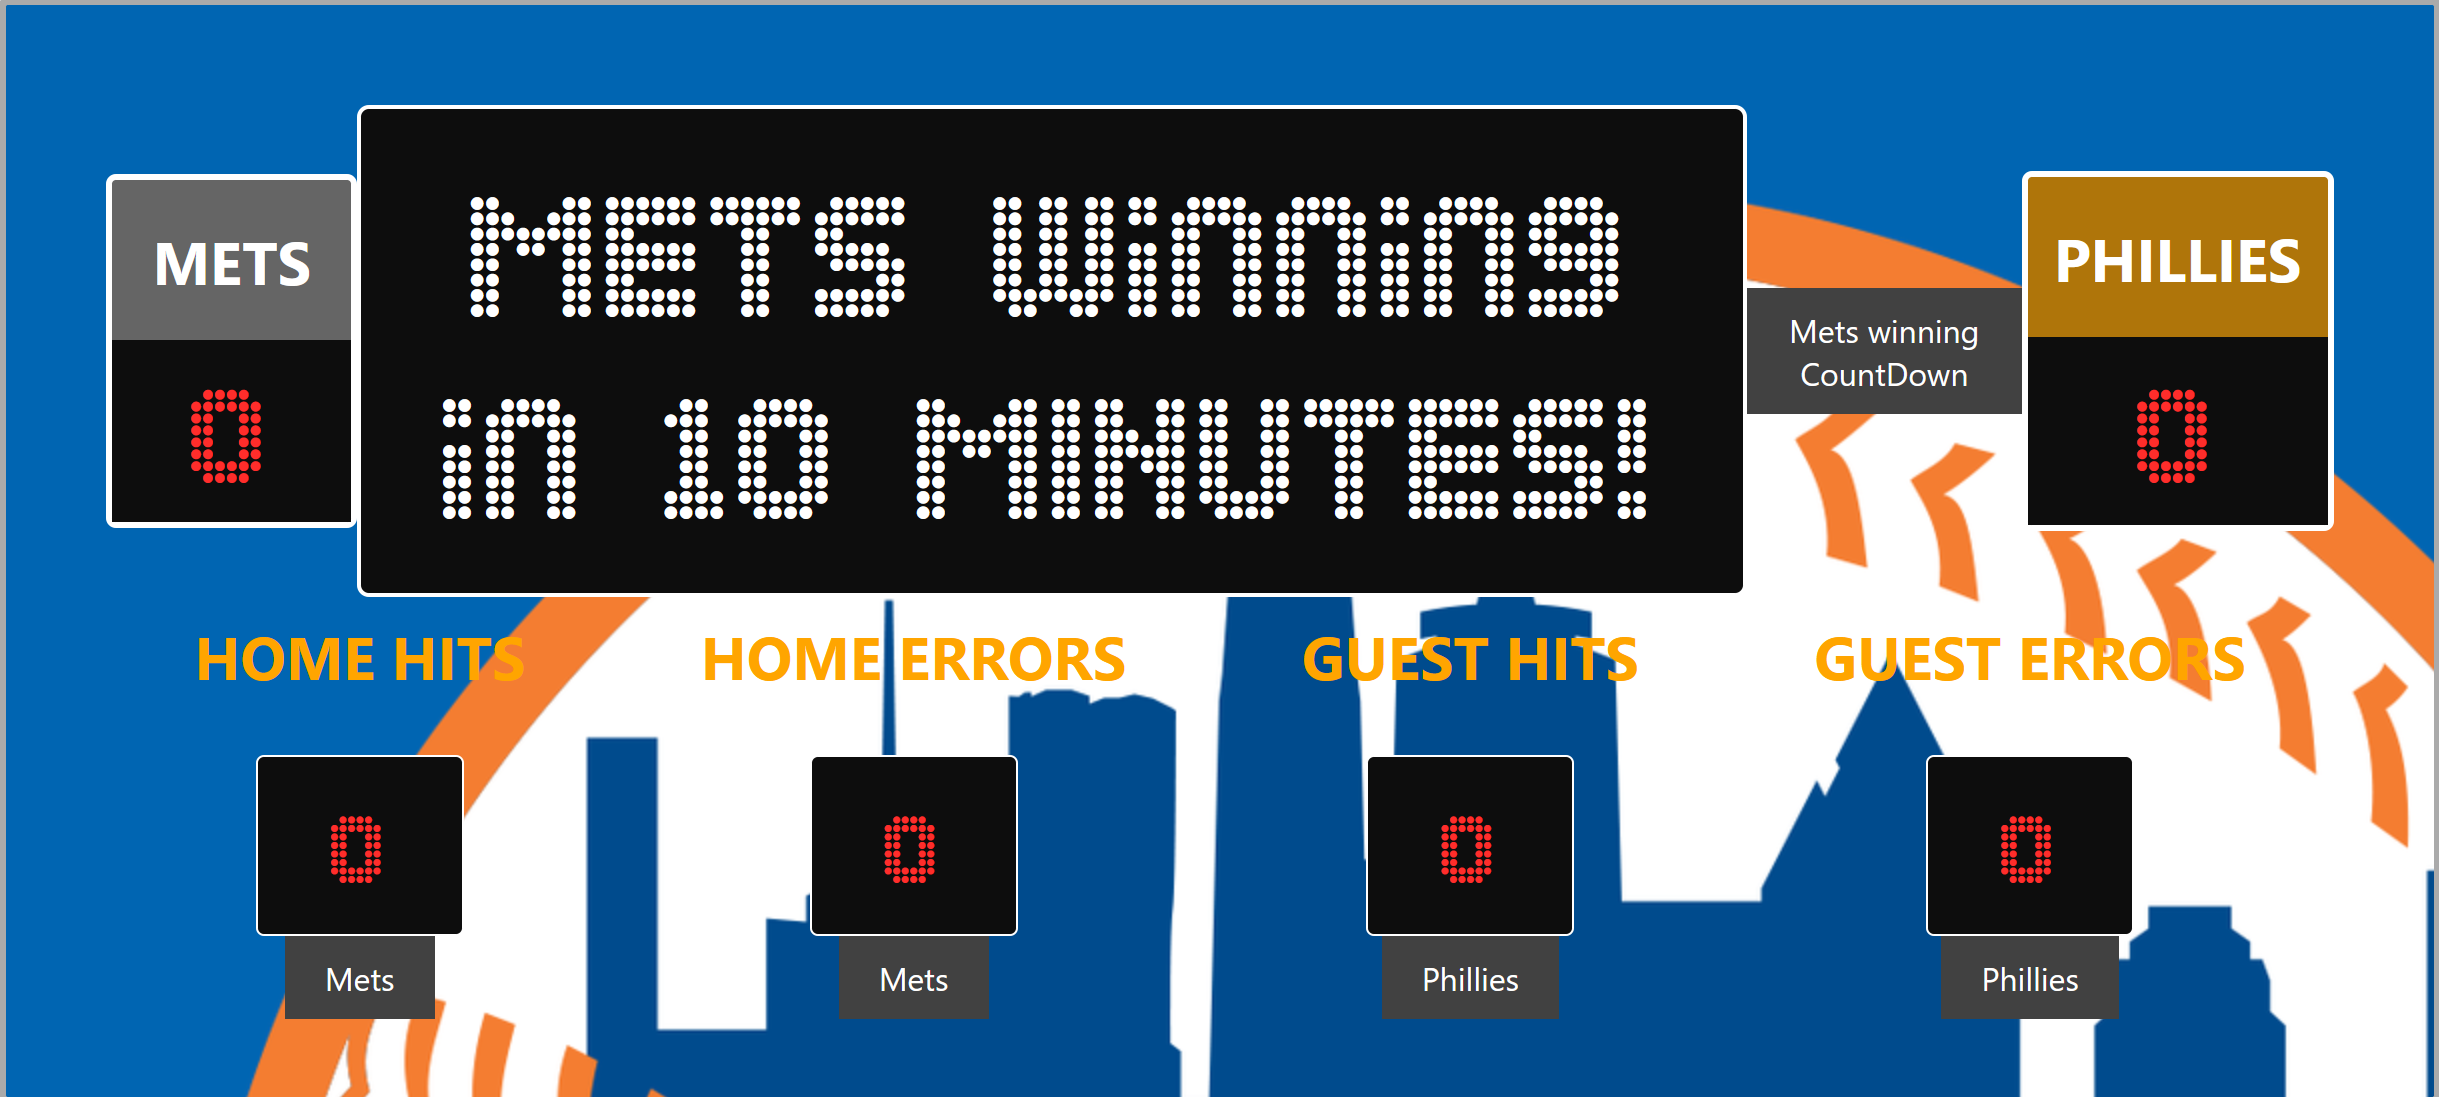 METS WiNNiNG
iN 10 MINUTES!
METS
0
Mets winning
CountDown
PHILLIES
0
HOME HITS
HOME ERRORS
GUEST HITS
GUEST ERRORS
0
0
0
0
Mets
Mets
Phillies
Phillies